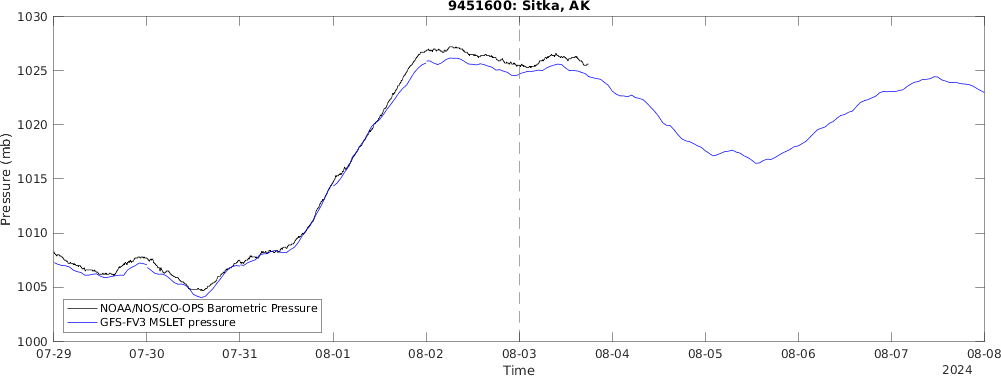 9451600: Sitka, AK
1030
1025
1020
1015
1010
1005
1000
Pressure (mb)
NOAA/NOS/CO-OPS Barometric Pressure
GFS-FV3 MSLET pressure
07-29 07-30 07-31 08-01 08-02 08-03 08-04 08-05 08-06 08-07 08-08
Time
2024